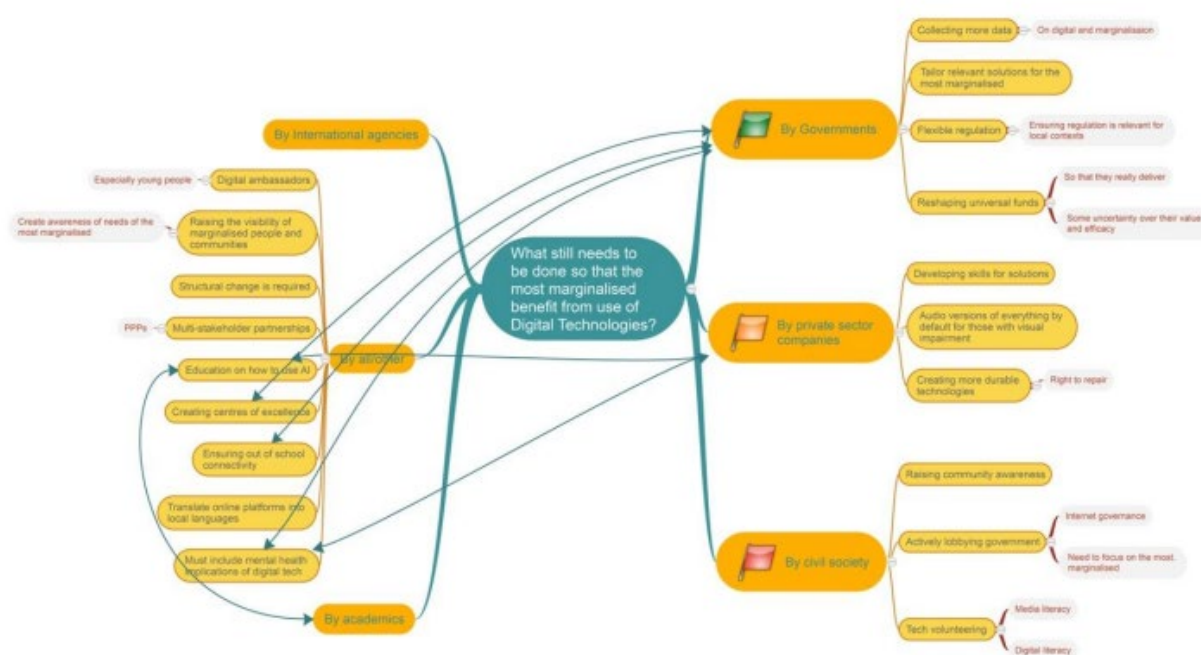 What still needs to
be done so that the
most marginalised
benefit from use of
Digital Technologies?
By International agencies
By all/other
Digital ambassadors
Especially young people
Raising the visibility of
marginalised people and
communities
Create awareness of needs of the
most marginalised
Structural change is required
Multi-stakeholder partnerships
PPPs
Education on how to use AI
Creating centres of excellence
Ensuring out of school
connectivity
Translate online platforms into
local languages
Must include mental health
implications of digital tech
By academics
By Governments
Collecting more data
On digital and marginalisaion
Tailor relevant solutions for the
most marginalised
Flexible regulation
Ensuring regulation is relevant for
local contexts
Reshaping universal funds
So that they really deliver
Some uncertainty over their value
and efficacy
By private sector
companies
Developing skills for solutions
Audio versions of everything by
default for those with visual
impairment
Creating more durable
technologies
Right to repair
By civil society
Raising community awareness
Actively lobbying government
Internet governance
Need to focus on the most
marginalised
Tech volunteering
Media literacy
Digital literacy